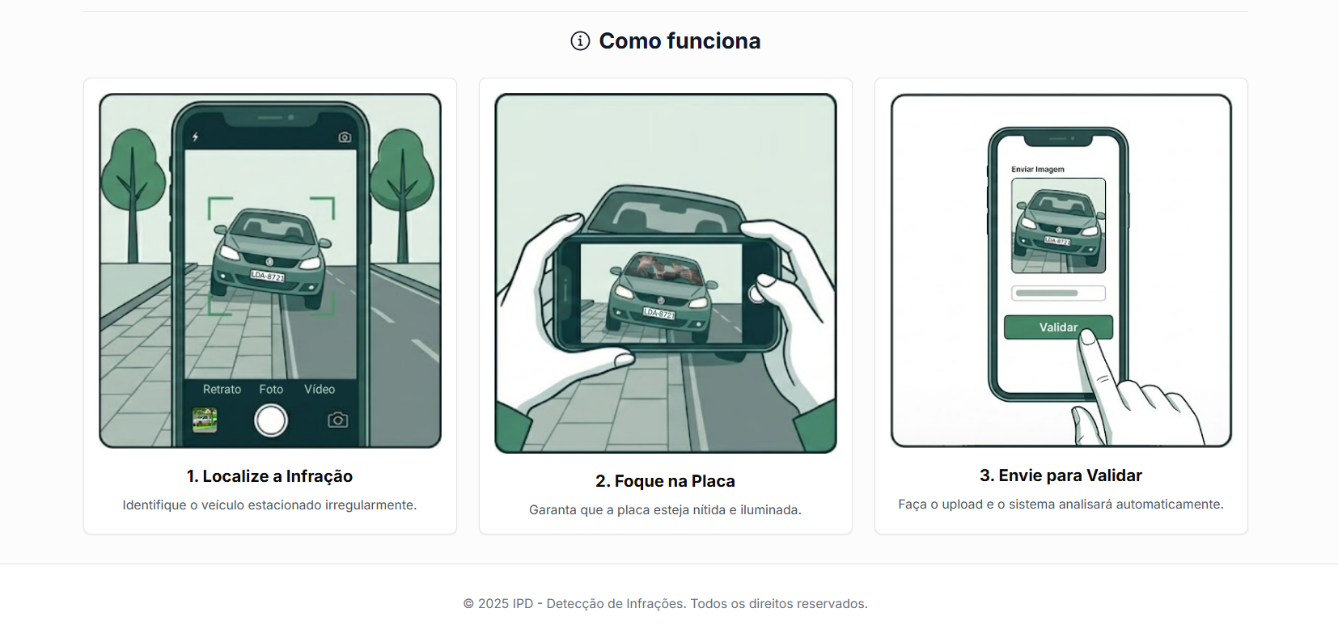 Como funciona
LDA-8721
Retrato Foto Vídeo
1. Localize a Infração
Identifique o veículo estacionado irregularmente.
LDA-8721
2. Foque na Placa
Garanta que a placa esteja nítida e iluminada.
Enviar Imagem
LDA-8721
Validar
3. Envie para Validar
Faça o upload e o sistema analisará automaticamente.
© 2025 IPD - Detecção de Infrações. Todos os direitos reservados.